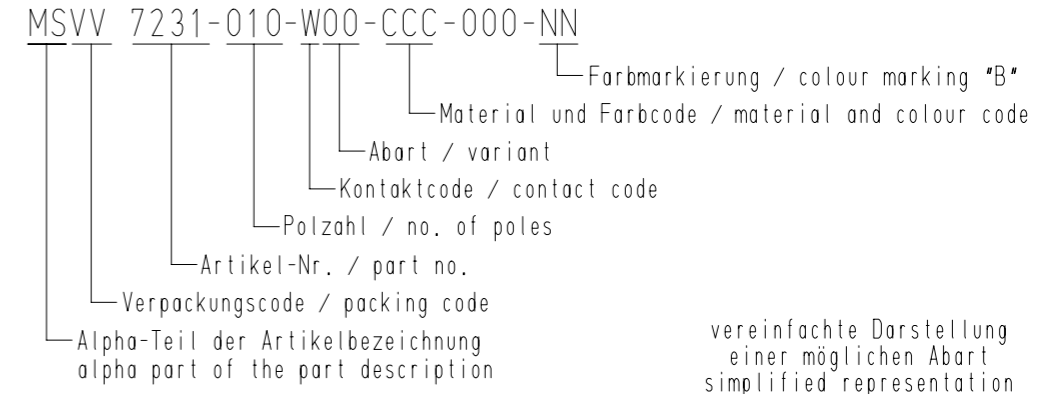 MSVV 7231-010-W00-CCC-000-NN
Farbmarkierung / colour marking "B"
Material und Farbcode / material and colour code
Abart / variant
Kontaktcode / contact code
Polzahl / no. of poles
Artikel-Nr. / part no.
Verpackungscode / packing code
Alpha-Teil der Artikelbezeichnung
alpha part of the part description
vereinfachte Darstellung
einer möglichen Abart
simplified representation